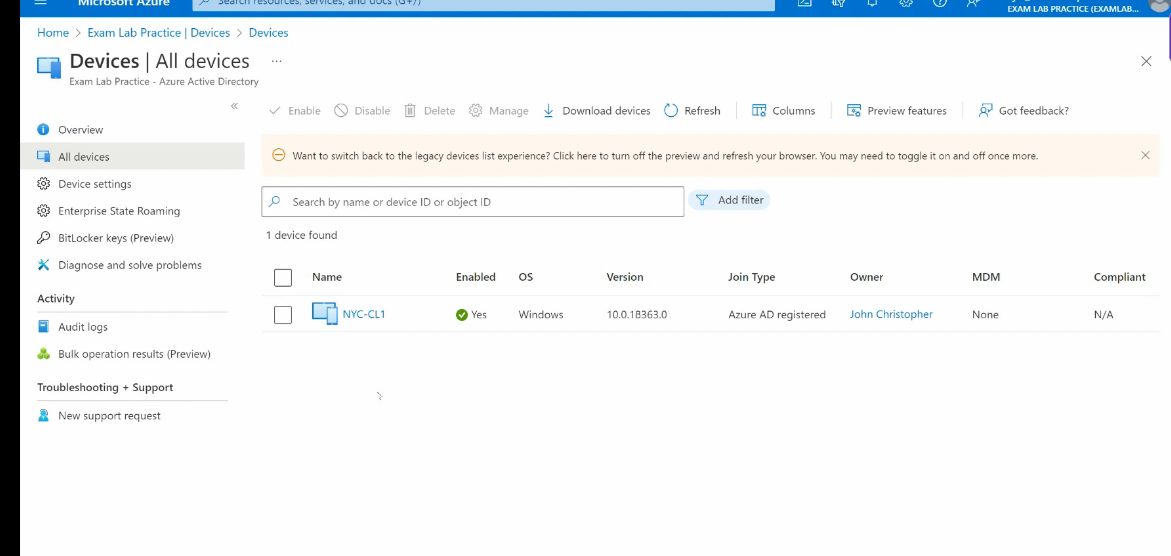 Microsoft Azure
Search resources, services, and docs (G+/)
EXAM LAB PRACTICE (EXAMLAB...
Home > Exam Lab Practice | Devices > Devices
Devices | All devices ...
Exam Lab Practice - Azure Active Directory
Overview
All devices
Device settings
Enterprise State Roaming
BitLocker keys (Preview)
Diagnose and solve problems
Activity
Audit logs
Bulk operation results (Preview)
Troubleshooting + Support
New support request
Enable Disable Delete Manage Download devices Refresh Columns Preview features Got feedback?
Want to switch back to the legacy devices list experience? Click here to turn off the preview and refresh your browser. You may need to toggle it on and off once more.
Search by name or device ID or object ID Add filter
1 device found
Name Enabled OS Version Join Type Owner MDM Compliant
NYC-CL1 Yes Windows 10.0.18363.0 Azure AD registered John Christopher None N/A